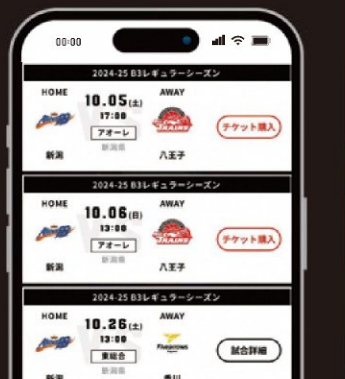 00:00
2024-25 B3レギュラーシーズン
HOME
AWAY
10.05(土)
17:00
アオーレ
新潟県
新潟
八王子
チケット購入
2024-25 B3レギュラーシーズン
HOME
AWAY
10.06(日)
13:00
アオーレ
新潟県
新潟
八王子
チケット購入
2024-25 B3レギュラーシーズン
HOME
AWAY
10.26(土)
13:00
東総合
新潟県
新潟
香川
試合詳細